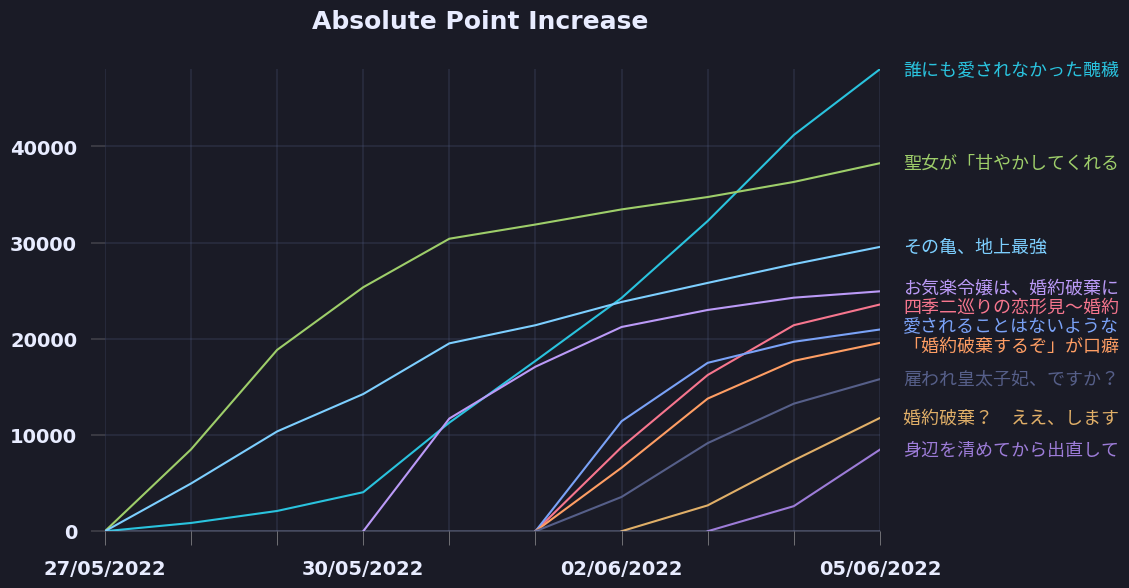 Absolute Point Increase
誰にも愛されなかった醜穢
40000
聖女が「甘やかしてくれる
30000
その亀、地上最強
お気楽令嬢は、婚約破棄に
四季二巡りの恋形見~婚約
愛されることはないような
20000
「婚約破棄するぞ」が口癖
雇われ皇太子妃、ですか？
婚約破棄？　ええ、します
10000
身辺を清めてから出直して
0
27/05/2022 30/05/2022 02/06/2022 05/06/2022